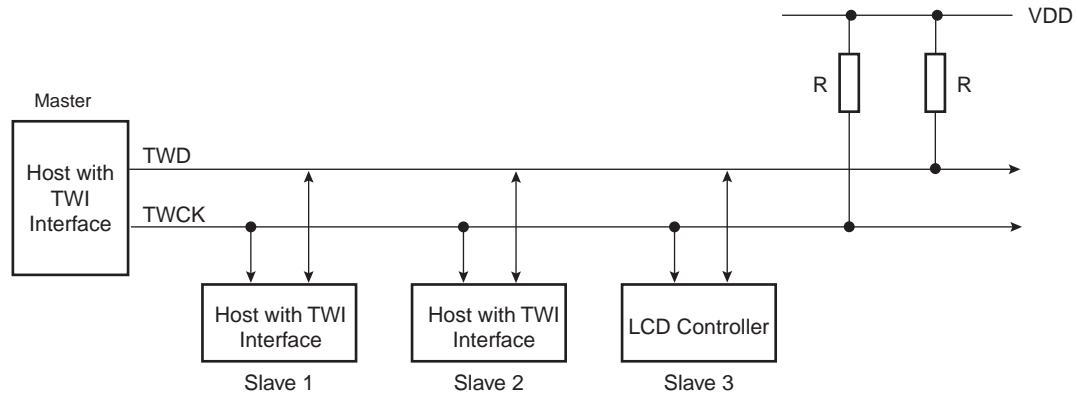 VDD
R
R
Master
Host with
TWI
Interface
TWD
TWCK
Host with TWI
Interface
Slave 1
Host with TWI
Interface
Slave 2
LCD Controller
Slave 3